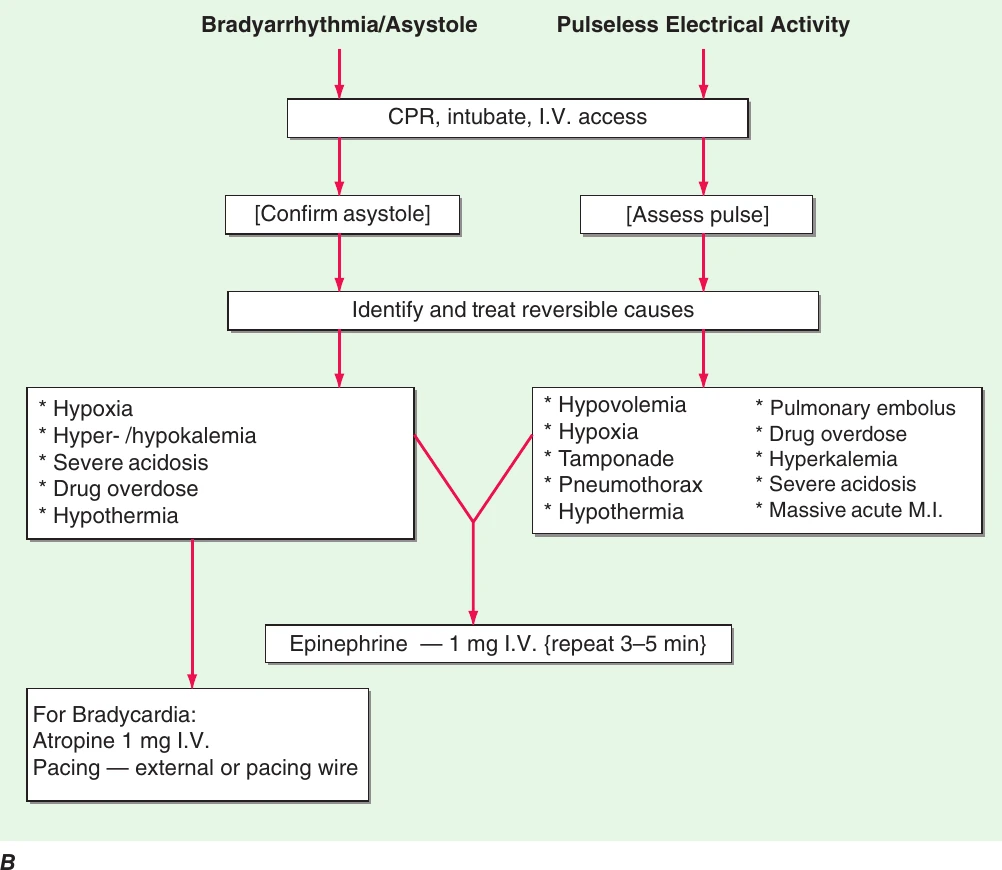 Bradyarrhythmia/Asystole
Pulseless Electrical Activity
CPR, intubate, I.V. access
[Confirm asystole]
[Assess pulse]
Identify and treat reversible causes
* Hypoxia
* Hyper- /hypokalemia
* Severe acidosis
* Drug overdose
* Hypothermia
* Hypovolemia
* Hypoxia
* Tamponade
* Pneumothorax
* Hypothermia
* Pulmonary embolus
* Drug overdose
* Hyperkalemia
* Severe acidosis
* Massive acute M.I.
Epinephrine — 1 mg I.V. {repeat 3–5 min}
For Bradycardia:
Atropine 1 mg I.V.
Pacing — external or pacing wire
B